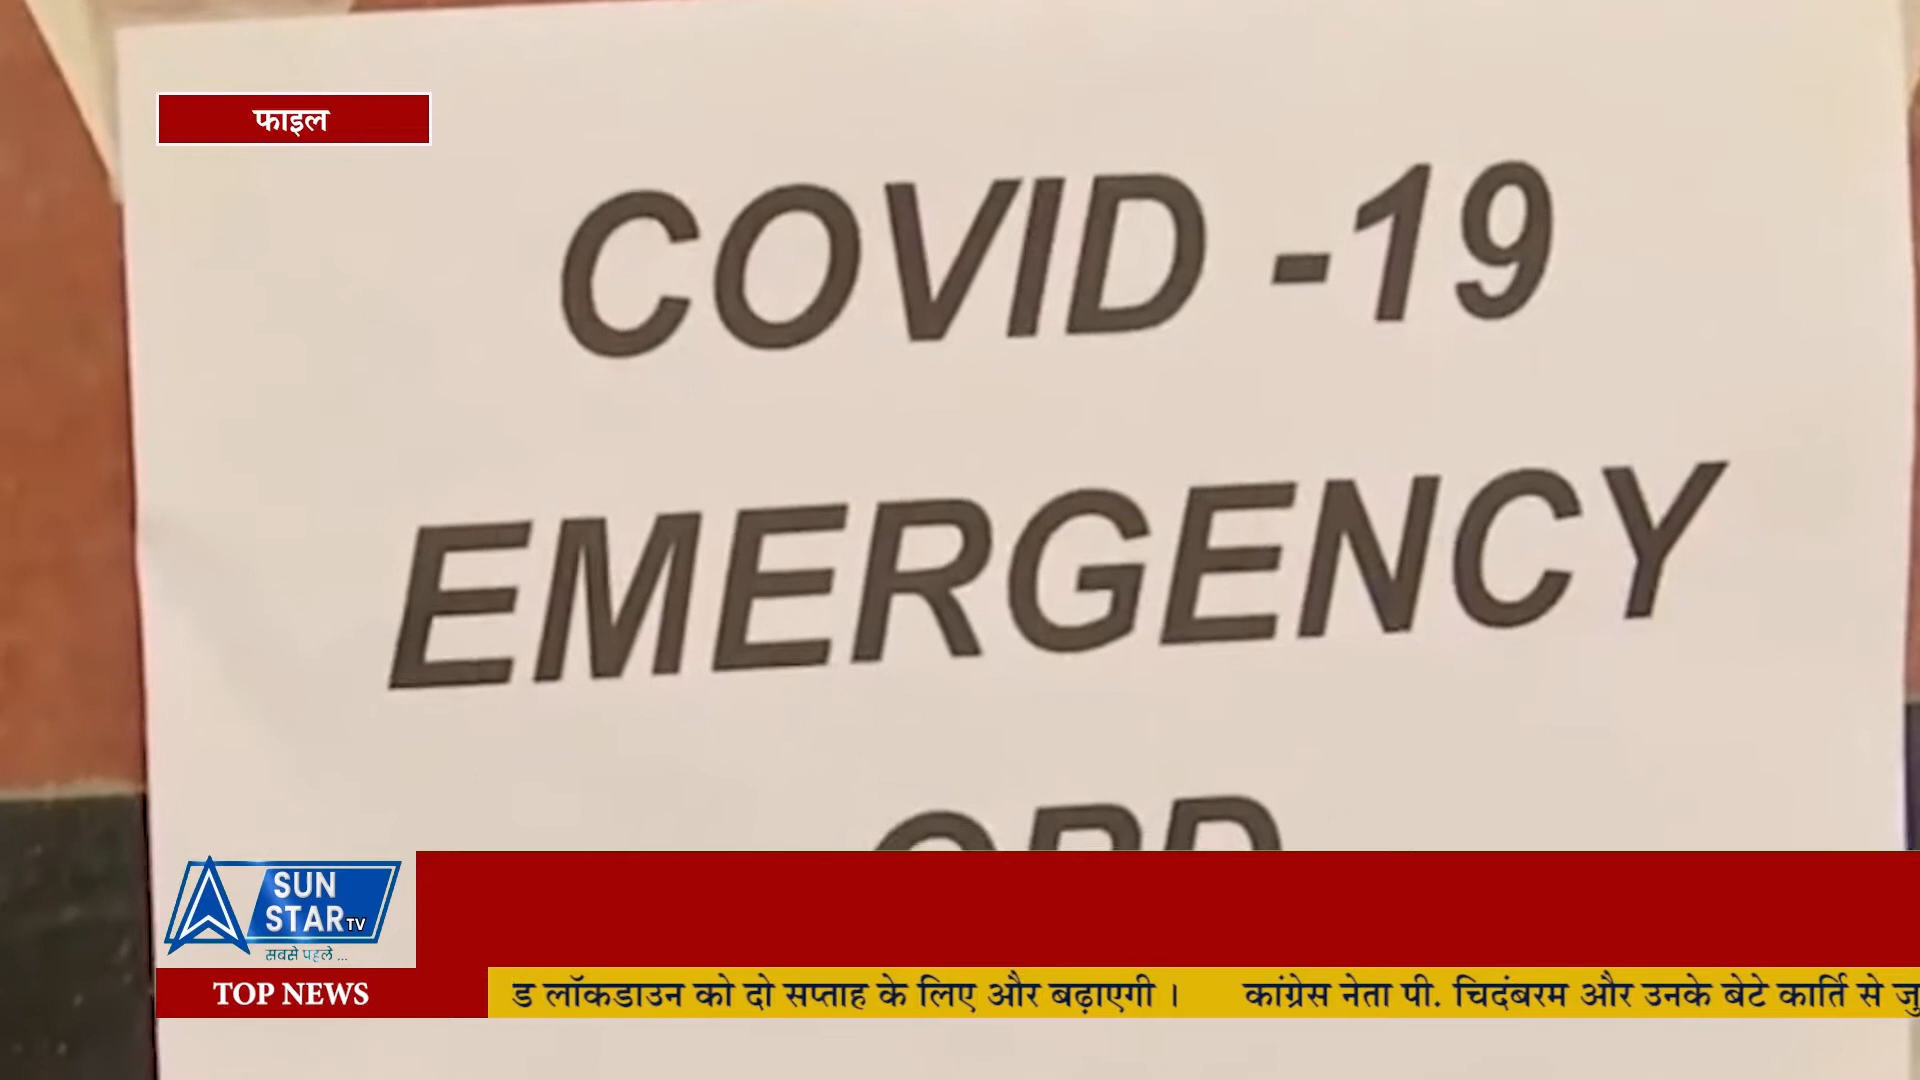 फाइल
COVID -19
EMERGENCY
OPD
SUN
STAR TV
सबसे पहले ...
TOP NEWS
ड लॉकडाउन को दो सप्ताह के लिए और बढ़ाएगी । कांग्रेस नेता पी. चिदंबरम और उनके बेटे कार्ति से जु